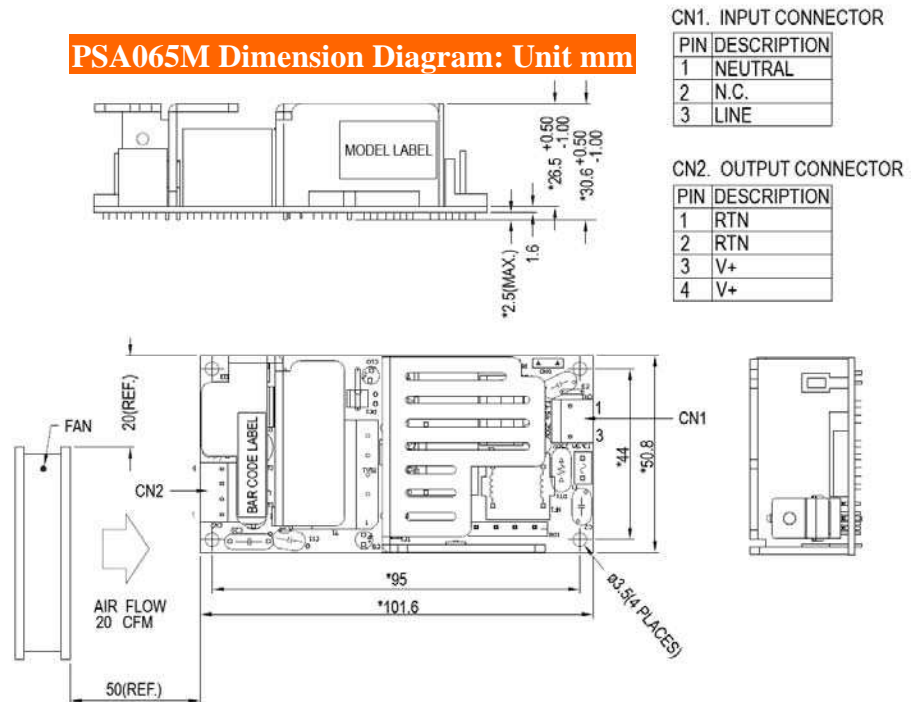 PSA065M Dimension Diagram: Unit mm
CN1. INPUT CONNECTOR
PIN DESCRIPTION
1 NEUTRAL
2 N.C.
3 LINE
CN2. OUTPUT CONNECTOR
PIN DESCRIPTION
1 RTN
2 RTN
3 V+
4 V+
MODEL LABEL
*26.5 +0.50 -1.00
*30.6 +0.50 -1.00
*2.5(MAX.)
1.6
20(REF.)
FAN
CN2
BAR CODE LABEL
1
3
CN1
*44
*50.8
AIR FLOW
20 CFM
*95
*101.6
ø3.5(4 PLACES)
50(REF.)